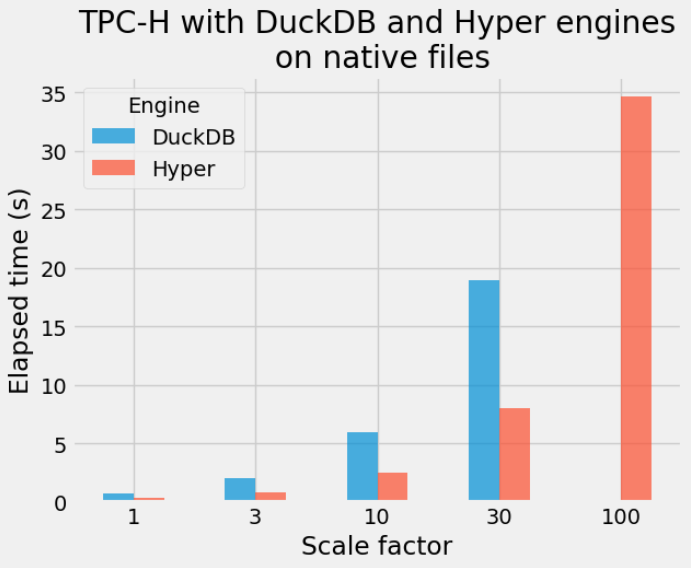 TPC-H with DuckDB and Hyper engines
on native files
Engine
DuckDB
Hyper
Elapsed time (s)
35
30
25
20
15
10
5
0
1 3 10 30 100
Scale factor